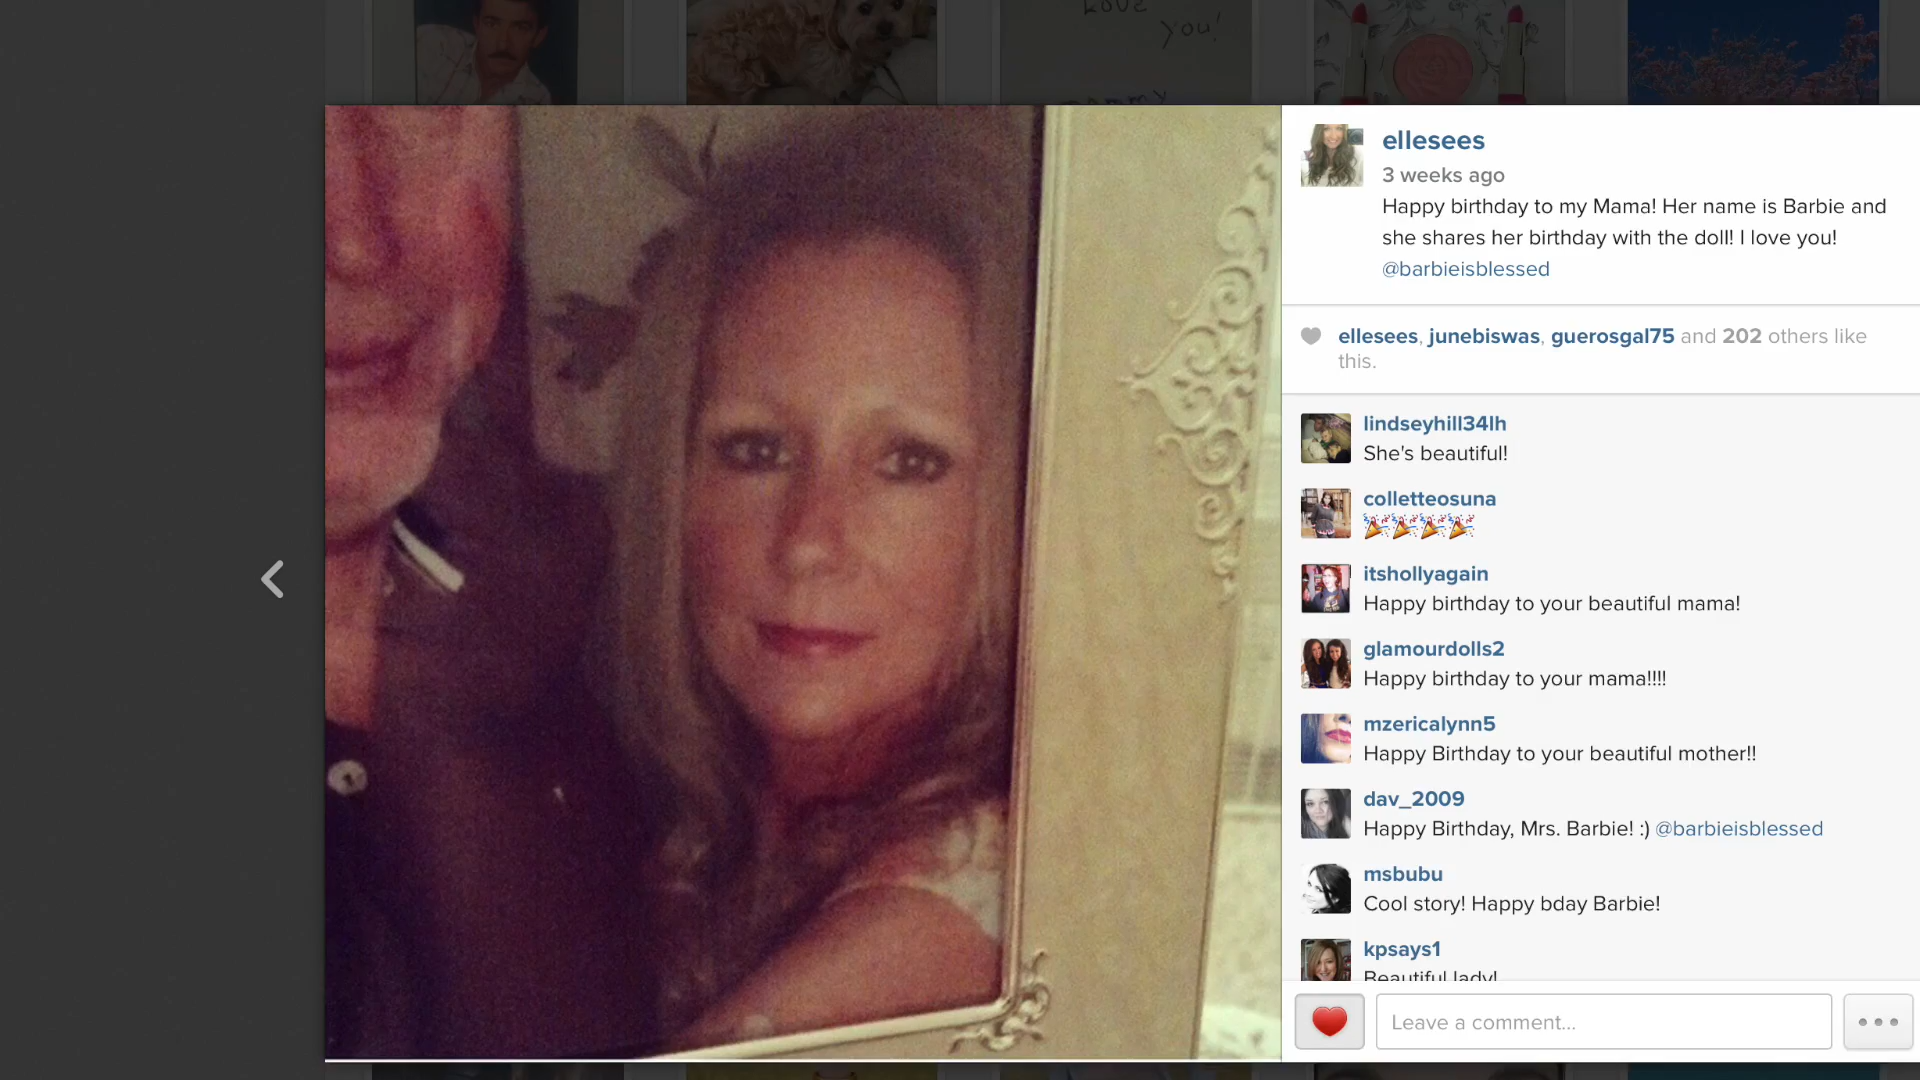 Love
you!
Mommy
ellesees
3 weeks ago
Happy birthday to my Mama! Her name is Barbie and
she shares her birthday with the doll! I love you!
@barbieisblessed
ellesees, junebiswas, guerosgal75 and 202 others like
this.
lindseyhill34lh
She's beautiful!
colletteosuna
🎉🎉🎉🎉
itshollyagain
Happy birthday to your beautiful mama!
glamourdolls2
Happy birthday to your mama!!!!
mzericalynn5
Happy Birthday to your beautiful mother!!
dav_2009
Happy Birthday, Mrs. Barbie! :) @barbieisblessed
msbubu
Cool story! Happy bday Barbie!
kpsays1
Beautiful lady!
Leave a comment...